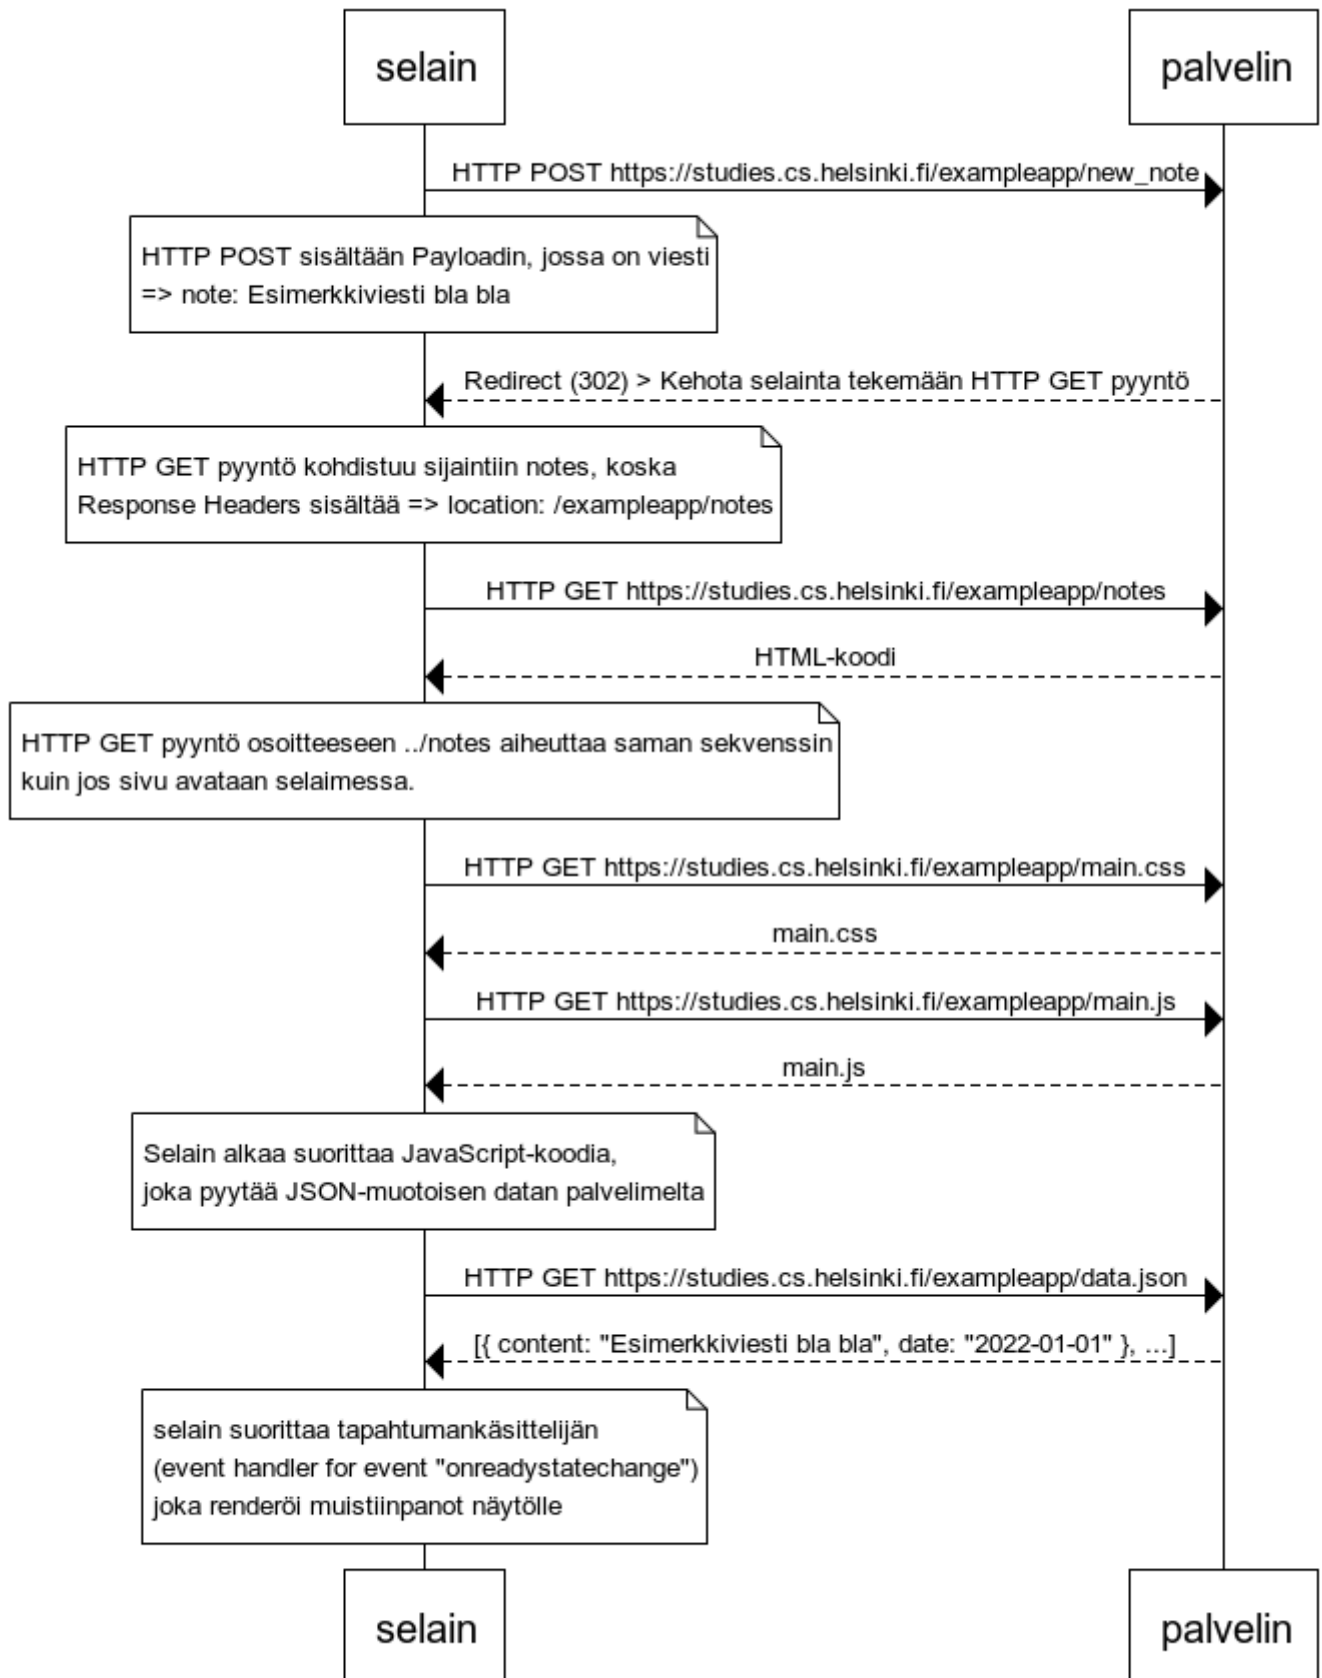 selain palvelin
HTTP POST https://studies.cs.helsinki.fi/exampleapp/new_note
HTTP POST sisältään Payloadin, jossa on viesti
=> note: Esimerkkiviesti bla bla
Redirect (302) > Kehota selainta tekemään HTTP GET pyyntö
HTTP GET pyyntö kohdistuu sijaintiin notes, koska
Response Headers sisältää => location: /exampleapp/notes
HTTP GET https://studies.cs.helsinki.fi/exampleapp/notes
HTML-koodi
HTTP GET pyyntö osoitteeseen ../notes aiheuttaa saman sekvenssin
kuin jos sivu avataan selaimessa.
HTTP GET https://studies.cs.helsinki.fi/exampleapp/main.css
main.css
HTTP GET https://studies.cs.helsinki.fi/exampleapp/main.js
main.js
Selain alkaa suorittaa JavaScript-koodia,
joka pyytää JSON-muotoisen datan palvelimelta
HTTP GET https://studies.cs.helsinki.fi/exampleapp/data.json
[{ content: "Esimerkkiviesti bla bla", date: "2022-01-01" }, ...]
selain suorittaa tapahtumankäsittelijän
(event handler for event "onreadystatechange")
joka renderöi muistiinpanot näytölle
selain palvelin